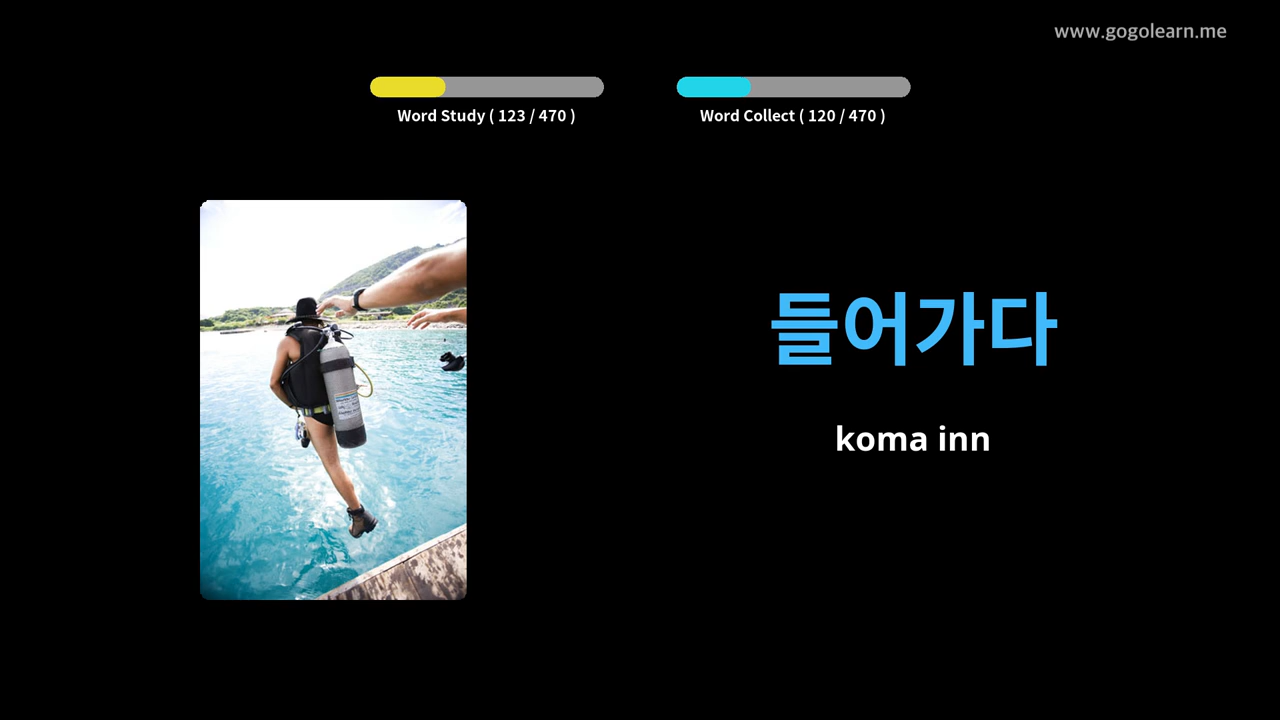 www.gogolearn.me
Word Study ( 123 / 470 )
Word Collect ( 120 / 470 )
들어가다
koma inn